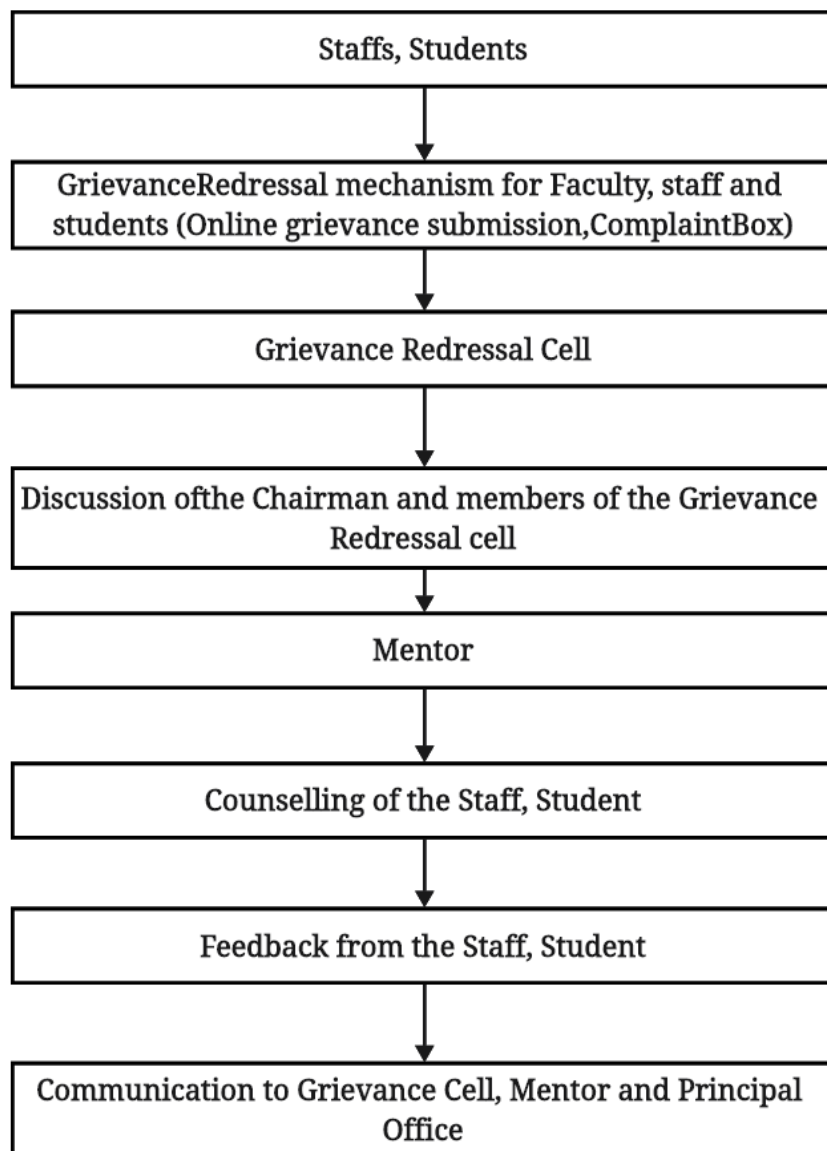 Staffs, Students
GrievanceRedressal mechanism for Faculty, staff and
students (Online grievance submission,ComplaintBox)
Grievance Redressal Cell
Discussion ofthe Chairman and members of the Grievance
Redressal cell
Mentor
Counselling of the Staff, Student
Feedback from the Staff, Student
Communication to Grievance Cell, Mentor and Principal
Office